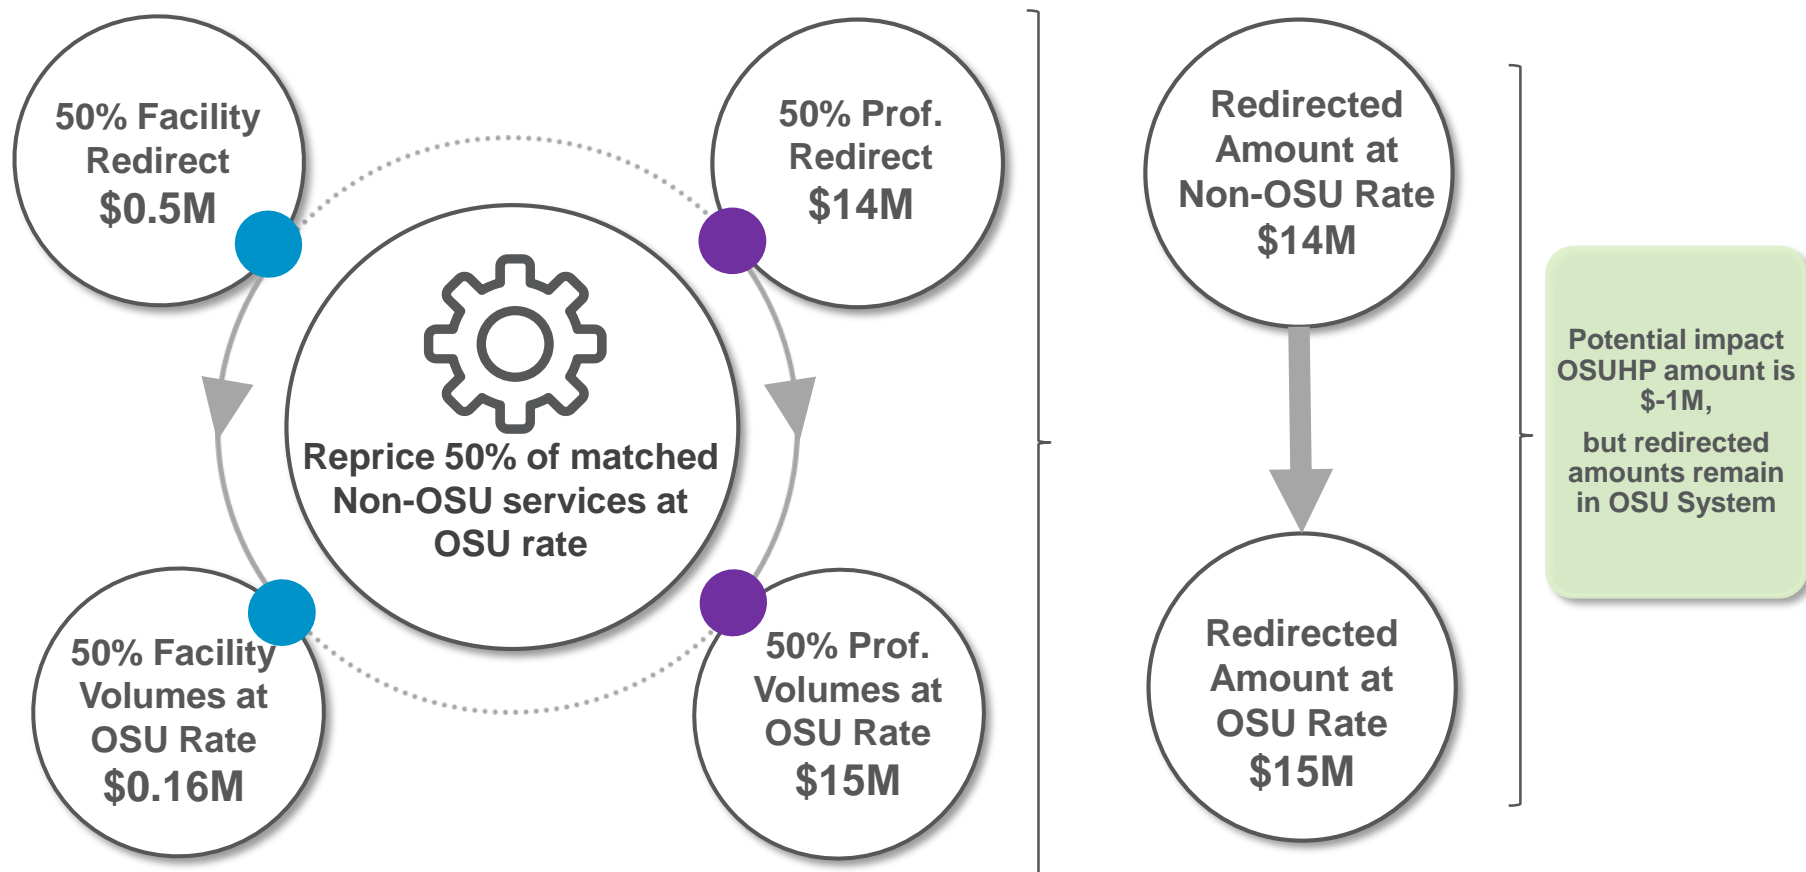 50% Facility
Redirect
$0.5M
50% Prof.
Redirect
$14M
Reprice 50% of matched
Non-OSU services at
OSU rate
50% Facility
Volumes at
OSU Rate
$0.16M
50% Prof.
Volumes at
OSU Rate
$15M
Redirected
Amount at
Non-OSU Rate
$14M
Redirected
Amount at
OSU Rate
$15M
Potential impact
OSUHP amount is
$-1M,
but redirected
amounts remain
in OSU System